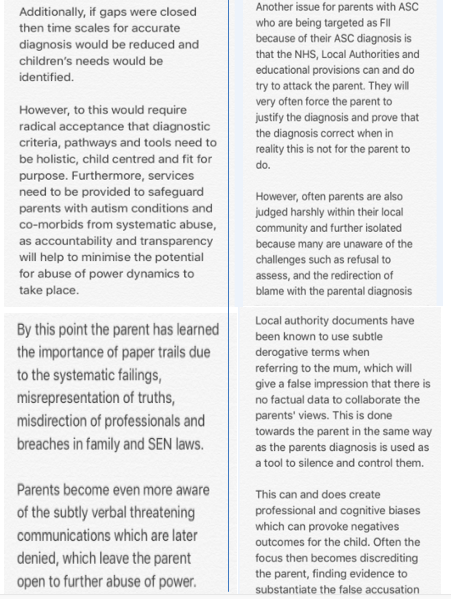 Additionally, if gaps were closed
then time scales for accurate
diagnosis would be reduced and
children's needs would be
identified.
However, to this would require
radical acceptance that diagnostic
criteria, pathways and tools need to
be holistic, child centred and fit for
purpose. Furthermore, services
need to be provided to safeguard
parents with autism conditions and
co-morbids from systematic abuse,
as accountability and transparency
will help to minimise the potential
for abuse of power dynamics to
take place.
By this point the parent has learned
the importance of paper trails due
to the systematic failings,
misrepresentation of truths,
misdirection of professionals and
breaches in family and SEN laws.
Parents become even more aware
of the subtly verbal threatening
communications which are later
denied, which leave the parent
open to further abuse of power.
Another issue for parents with ASC
who are being targeted as FII
because of their ASC diagnosis is
that the NHS, Local Authorities and
educational provisions can and do
try to attack the parent. They will
very often force the parent to
justify the diagnosis and prove that
the diagnosis correct when in
reality this is not for the parent to
do.
However, often parents are also
judged harshly within their local
community and further isolated
because many are unaware of the
challenges such as refusal to
assess, and the redirection of
blame with the parental diagnosis
Local authority documents have
been known to use subtle
derogative terms when
referring to the mum, which will
give a false impression that there is
no factual data to collaborate the
parents' views. This is done
towards the parent in the same way
as the parents diagnosis is used as
a tool to silence and control them.
This can and does create
professional and cognitive biases
which can provoke negatives
outcomes for the child. Often the
focus then becomes discrediting
the parent, finding evidence to
substantiate the false accusation